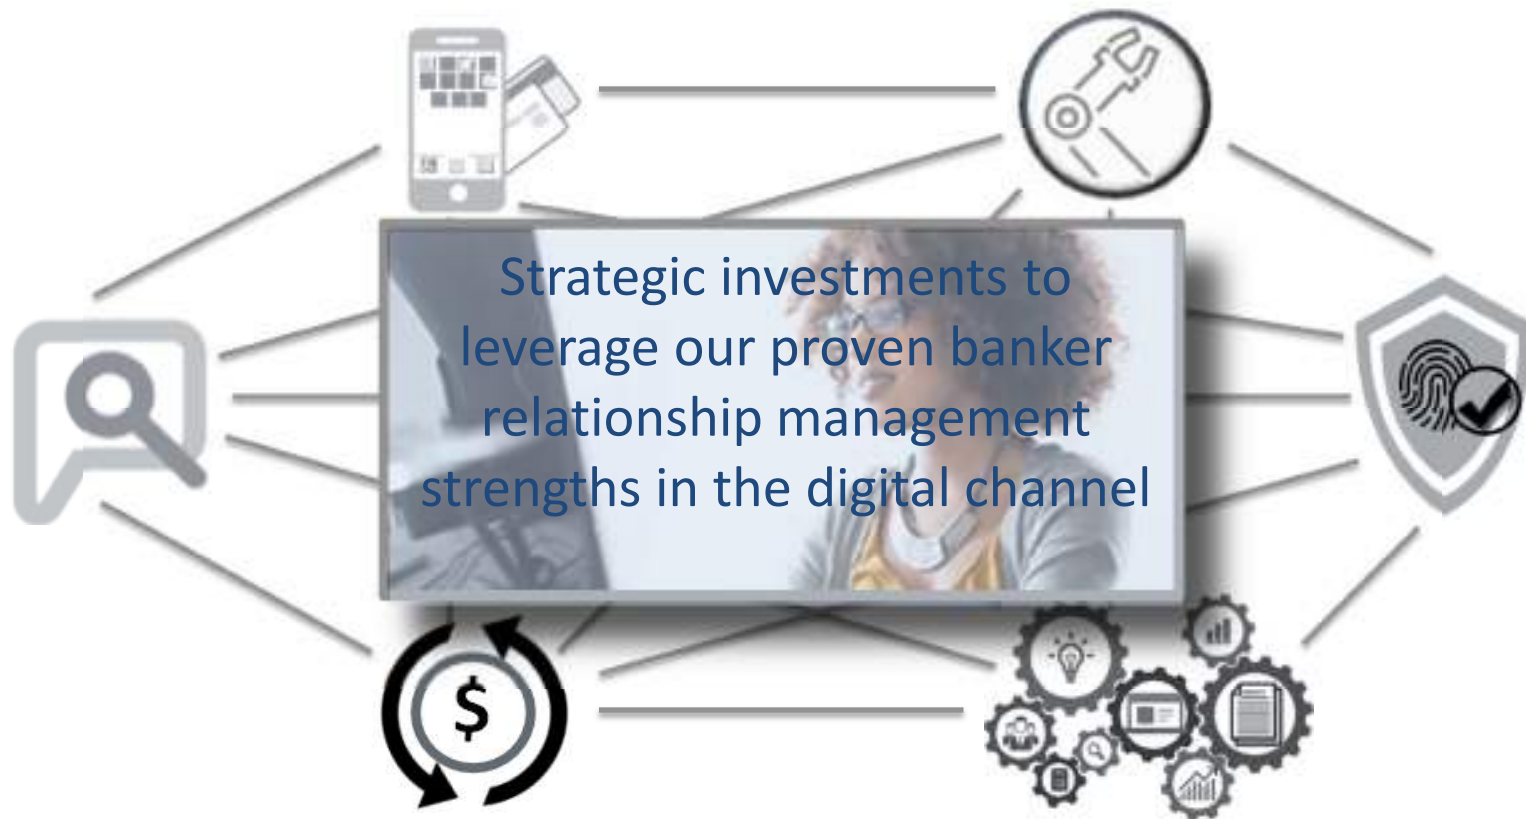 Strategic investments to
leverage our proven banker
relationship management
strengths in the digital channel
$